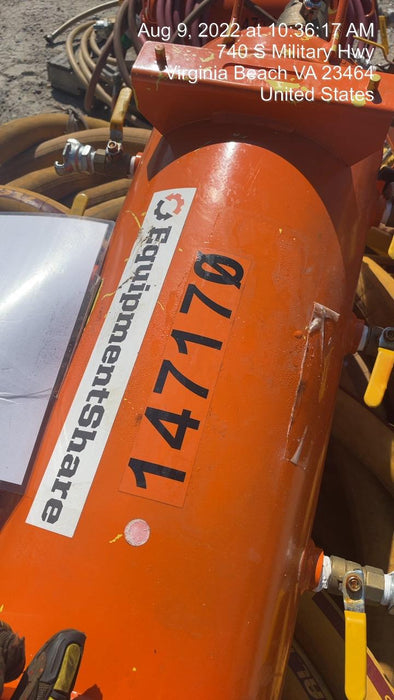 Aug 9, 2022 at 10:36:17 AM
740 S Military Hwy
Virginia Beach VA 23464
United States
EquipmentShare
147170